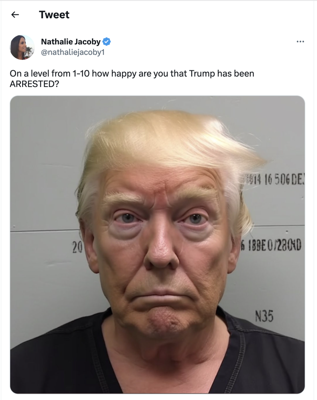 Tweet
Nathalie Jacoby
@nathaliejacoby1
On a level from 1-10 how happy are you that Trump has been
ARRESTED?
20
N35